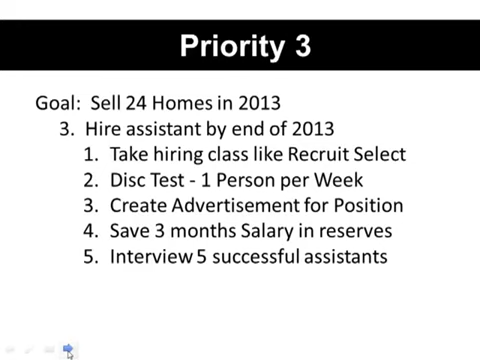 Priority 3
Goal: Sell 24 Homes in 2013
3. Hire assistant by end of 2013
1. Take hiring class like Recruit Select
2. Disc Test - 1 Person per Week
3. Create Advertisement for Position
4. Save 3 months Salary in reserves
5. Interview 5 successful assistants